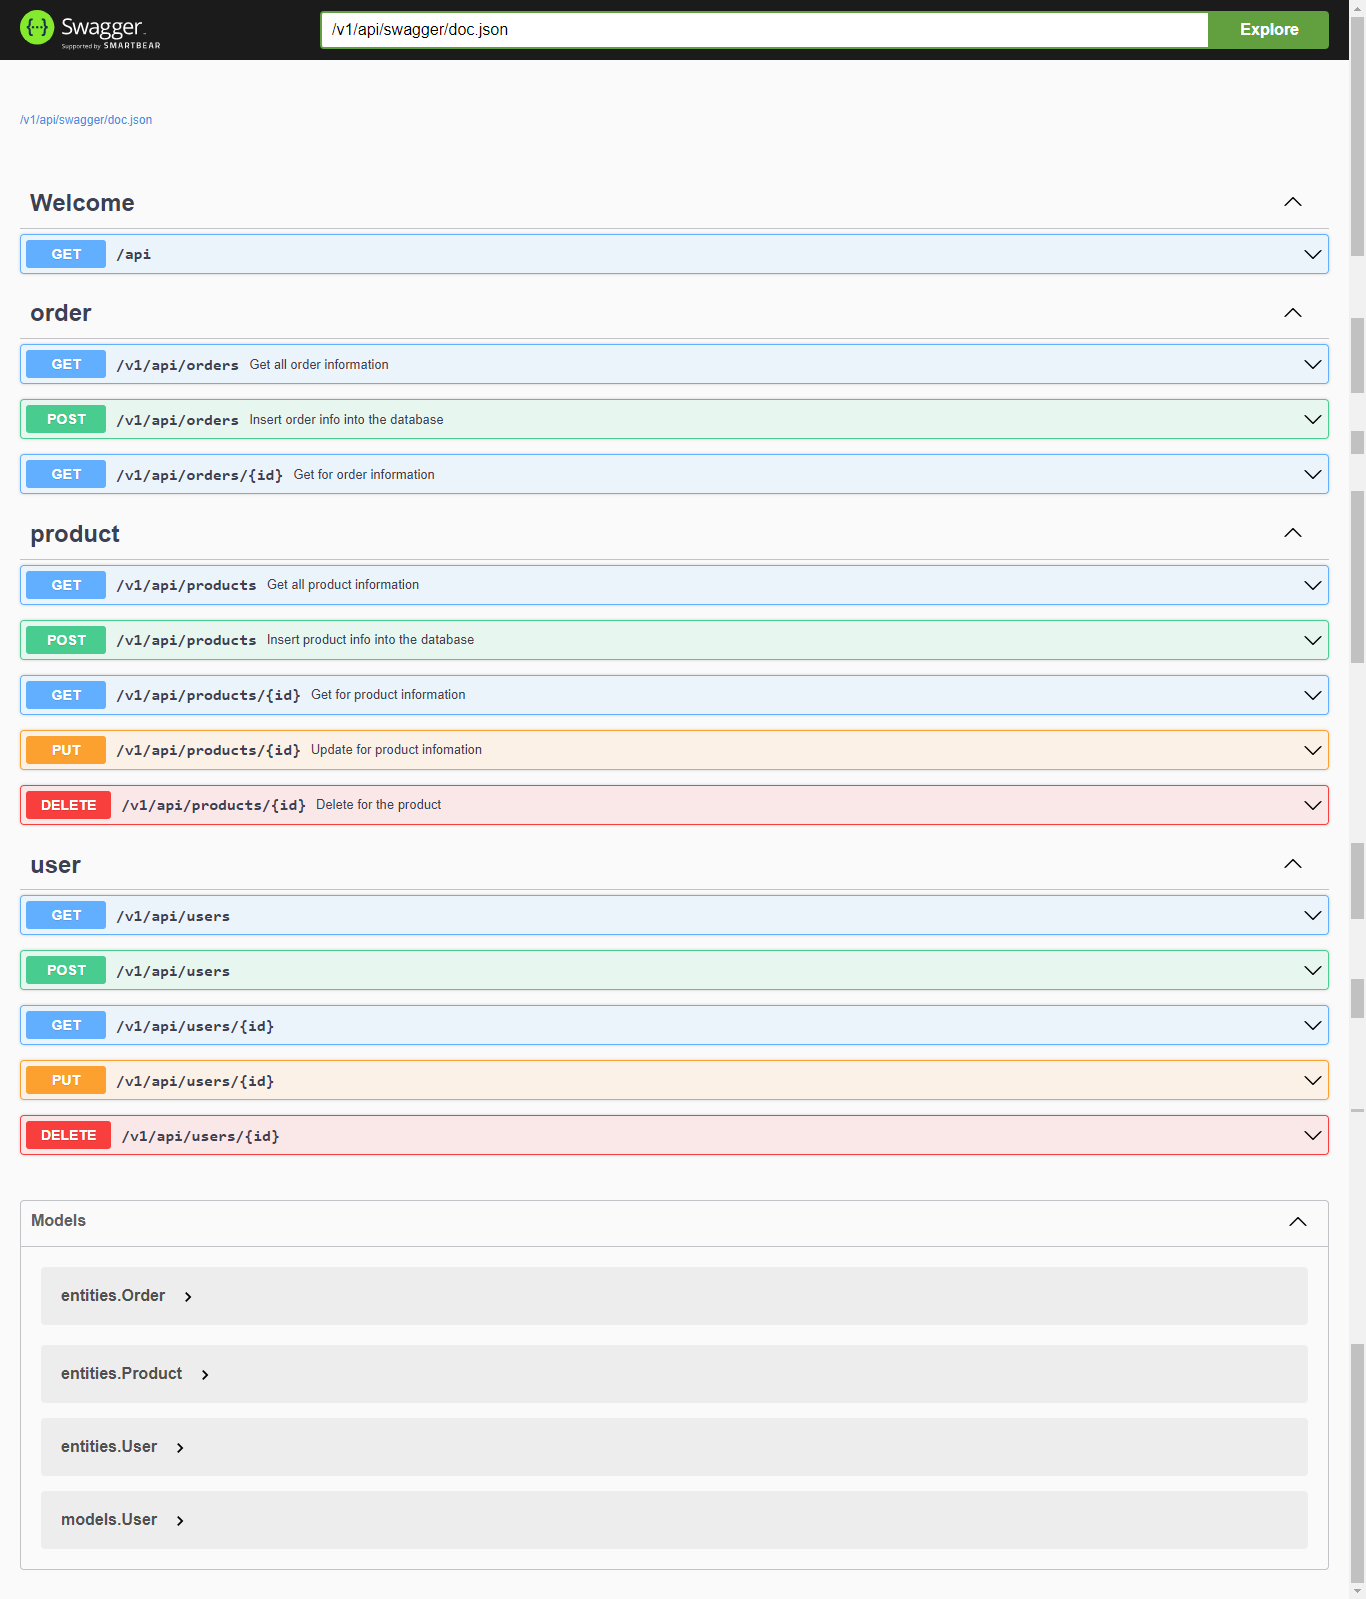 Swagger
Supported by SMARTBEAR
/v1/api/swagger/doc.json
Explore
/v1/api/swagger/doc.json
Welcome
GET /api
order
GET /v1/api/orders Get all order information
POST /v1/api/orders Insert order info into the database
GET /v1/api/orders/{id} Get for order information
product
GET /v1/api/products Get all product information
POST /v1/api/products Insert product info into the database
GET /v1/api/products/{id} Get for product information
PUT /v1/api/products/{id} Update for product infomation
DELETE /v1/api/products/{id} Delete for the product
user
GET /v1/api/users
POST /v1/api/users
GET /v1/api/users/{id}
PUT /v1/api/users/{id}
DELETE /v1/api/users/{id}
Models
entities.Order
entities.Product
entities.User
models.User